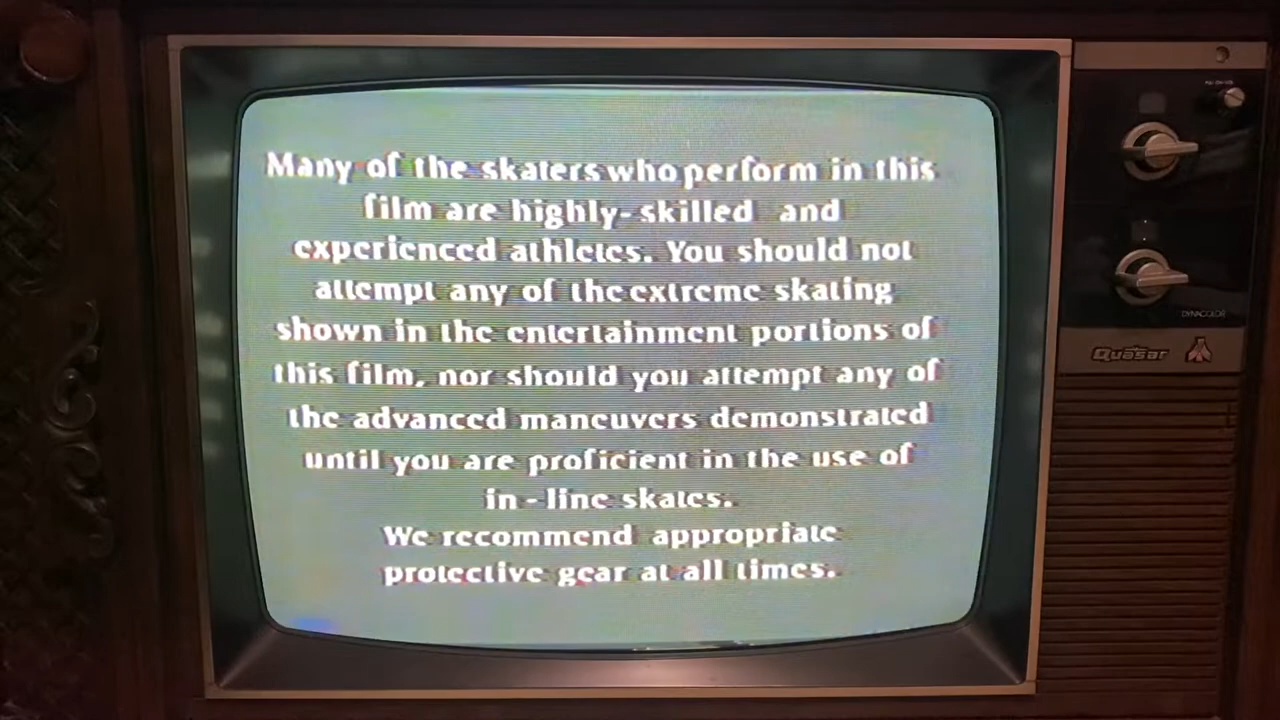 Many of the skaters who perform in this
film are highly-skilled and
experienced athletes. You should not
attempt any of the extreme skating
shown in the entertainment portions of
this film, nor should you attempt any of
the advanced maneuvers demonstrated
until you are proficient in the use of
in-line skates.
We recommend appropriate
protective gear at all times.
DYNACOLOR
Quasar